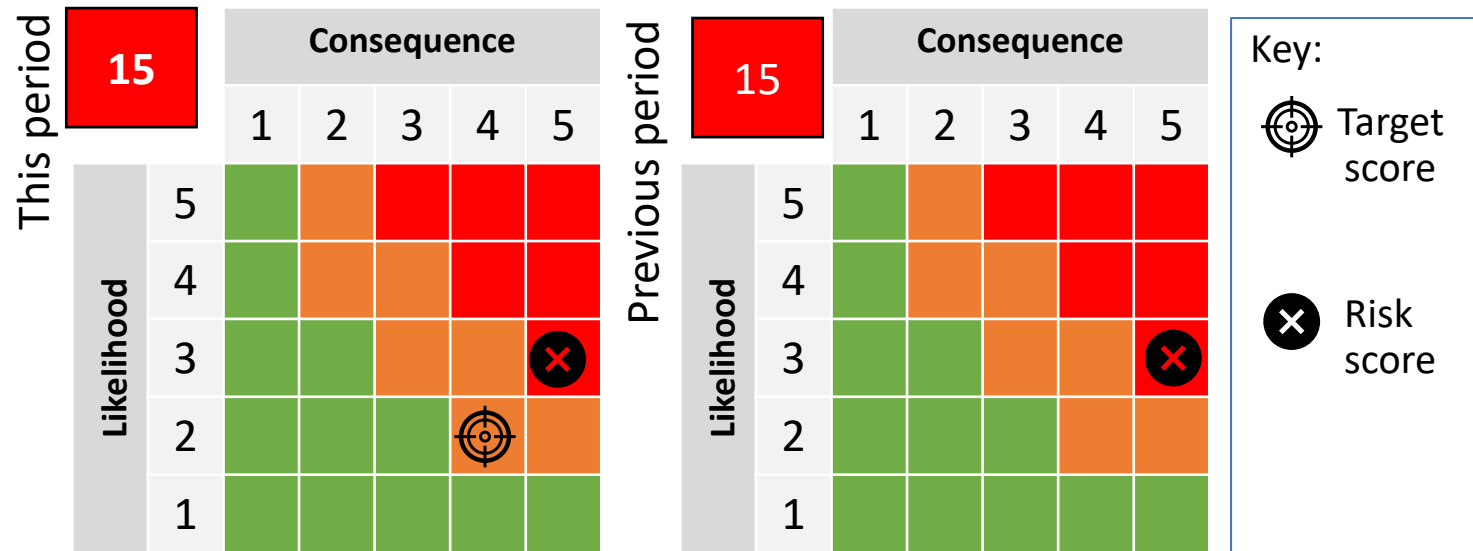 This period
15
Consequence
1 2 3 4 5
Likelihood
5
4
3
2
1
Previous period
15
Consequence
1 2 3 4 5
Likelihood
5
4
3
2
1
Key:
Target
score
Risk
score